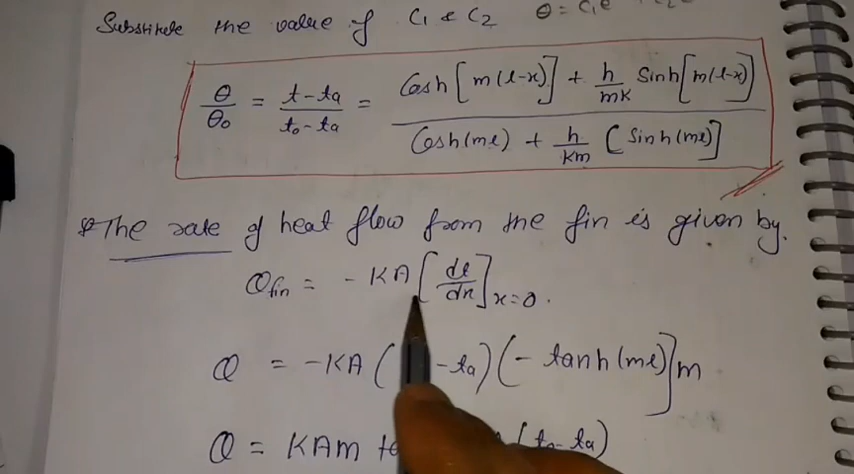 Substitute the value of C₁ & C₂ θ = C₁e
θ/θ₀ = (t-ta)/(t₀-ta) = (Cosh[m(l-x)] + h/mk Sinh[m(l-x)])/(Cosh(ml) + h/km [Sinh(ml)])
*The rate of heat flow from the fin is given by.
Q fin = -KA[dt/dx] x=0.
Q = -KA( -ta)(-tanh(ml)]m
Q = KAm (t₀-ta)